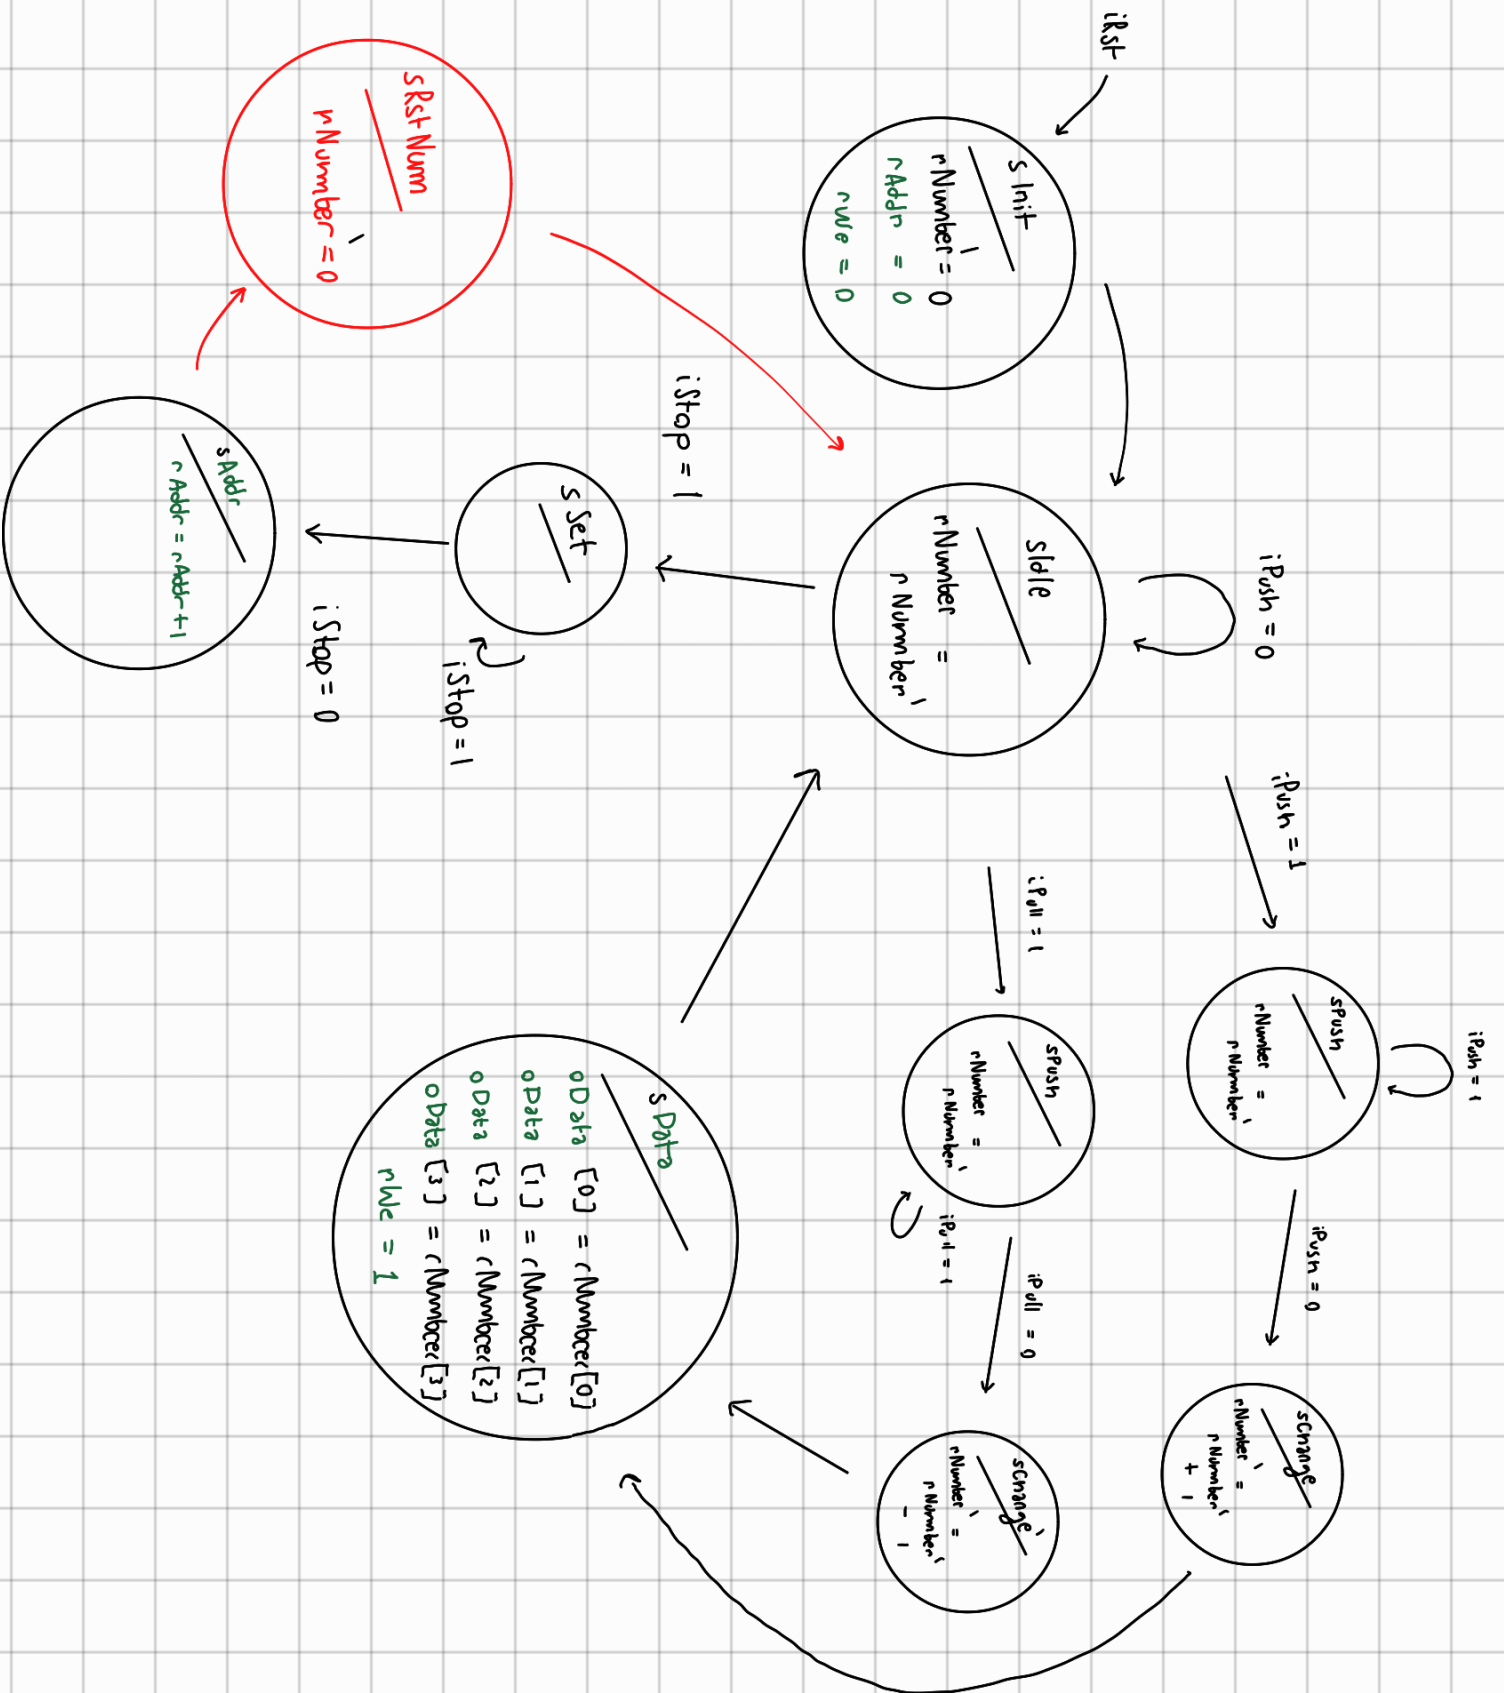 iRst
sInit
rNumber' = 0
rAddr = 0
rWe = 0
iPush = 0
sIdle
rNumber =
rNumber'
iPush = 1
sPush
rNumber =
rNumber'
iPush = 1
iPush = 0
sChange
rNumber' =
rNumber'
+ 1
iPull = 1
sPush
rNumber =
rNumber'
iPull = 1
iPull = 0
sChange'
rNumber' =
rNumber'
- 1
sData
oData [0] = rNumber[0]
oData [1] = rNumber[1]
oData [2] = rNumber[2]
oData [3] = rNumber[3]
rWe = 1
iStop = 1
sSet
iStop = 1
iStop = 0
sAddr
rAddr = rAddr+1
sRstNum
rNumber' = 0